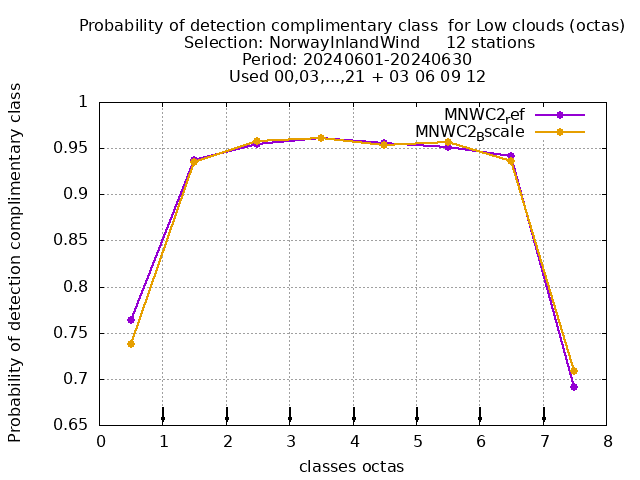 Probability of detection complimentary class  for Low clouds (octas)
Selection: NorwayInlandWind     12 stations
Period: 20240601-20240630
Used 00,03,...,21 + 03 06 09 12
Probability of detection complimentary class
MNWC2ref
MNWC2Bscale
1
0.95
0.9
0.85
0.8
0.75
0.7
0.65
0 1 2 3 4 5 6 7 8
classes octas